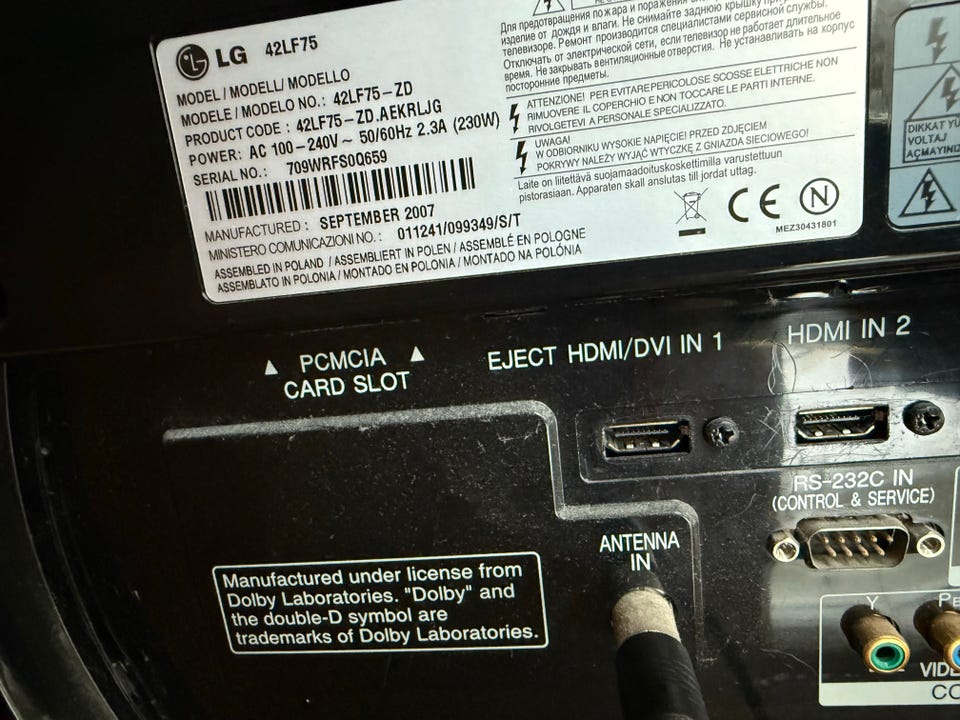 LG 42LF75
MODEL / MODELL/ MODELLO
MODELE / MODELO NO.: 42LF75-ZD
PRODUCT CODE : 42LF75-ZD.AEKRLJG
POWER: AC 100-240V~ 50/60Hz 2.3A (230W)
SERIAL NO.: 709WRFS0Q659
MANUFACTURED : SEPTEMBER 2007
MINISTERO COMUNICAZIONI NO.: 011241/099349/S/T
ASSEMBLED IN POLAND / ASSEMBLIERT IN POLEN / ASSEMBLÉ EN POLOGNE
ASSEMBLATO IN POLONIA / MONTADO EN POLONIA / MONTADO NA POLÓNIA
Для предотвращения пожара и поражения
изделие от дождя и влаги. Не снимайте заднюю крышку при
телевизоре. Ремонт производится специалистами сервисной службы.
Отключать от электрической сети, если телевизор не работает длительное
время. Не закрывать вентиляционные отверстия. Не устанавливать на корпус
посторонние предметы.
ATTENZIONE! PER EVITARE PERICOLOSE SCOSSE ELETTRICHE NON
RIMUOVERE IL COPERCHIO E NON TOCCARE LE PARTI INTERNE.
RIVOLGETEVI A PERSONALE SPECIALIZZATO.
UWAGA!
W ODBIORNIKU WYSOKIE NAPIĘCIE! PRZED ZDJĘCIEM
POKRYWY NALEŻY WYJĄĆ WTYCZKĘ Z GNIAZDA SIECIOWEGO!
Laite on liitettävä suojamaadoituskoskettimilla varustettuun
pistorasiaan. Apparaten skall anslutas till jordat uttag.
CE N
MEZ30431801
DIKKAT YÜ
VOLTAJ
AÇMAYINIZ
PCMCIA
CARD SLOT
EJECT HDMI/DVI IN 1
HDMI IN 2
RS-232C IN
(CONTROL & SERVICE)
ANTENNA
IN
Manufactured under license from
Dolby Laboratories. "Dolby" and
the double-D symbol are
trademarks of Dolby Laboratories.
Y
VIDE
CO